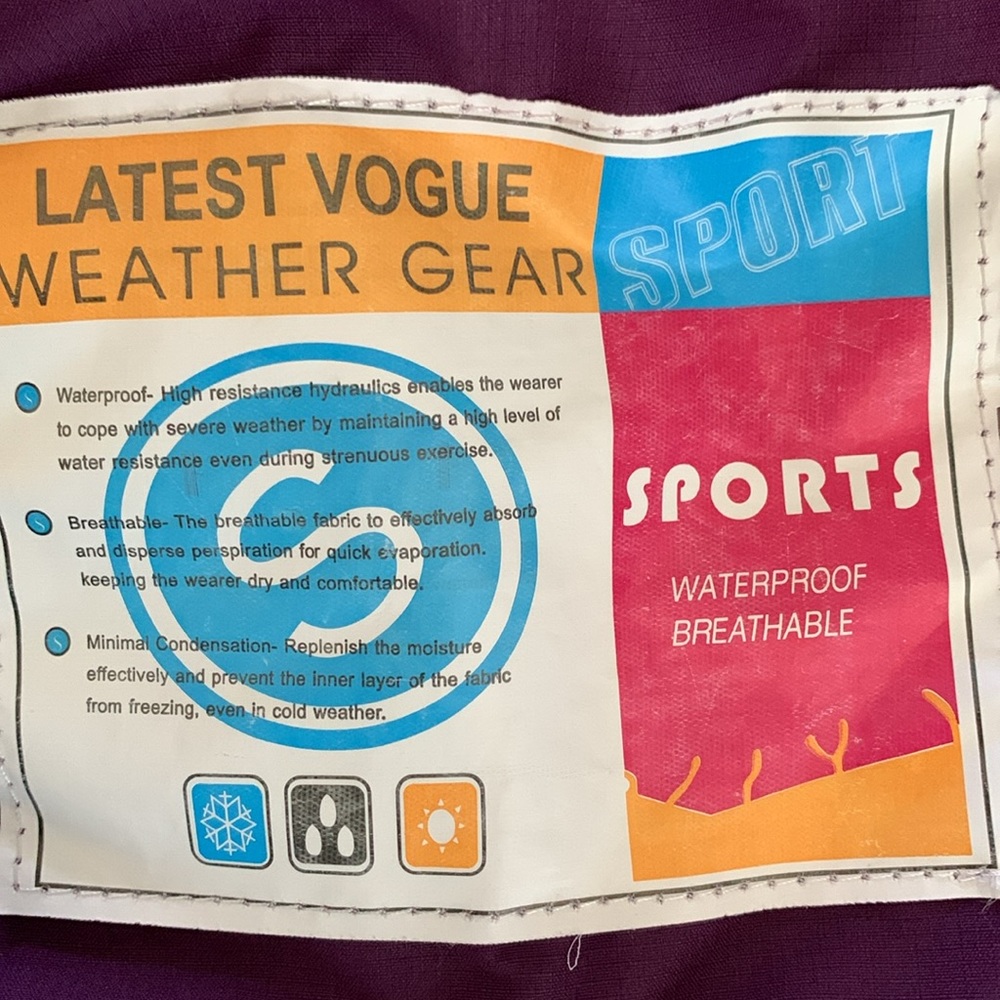 LATEST VOGUE
WEATHER GEAR
SPORT
Waterproof- High resistance hydraulics enables the wearer
to cope with severe weather by maintaining a high level of
water resistance even during strenuous exercise.
Breathable- The breathable fabric to effectively absorb
and disperse perspiration for quick evaporation.
keeping the wearer dry and comfortable.
Minimal Condensation- Replenish the moisture
effectively and prevent the inner layer of the fabric
from freezing, even in cold weather.
S
SPORTS
WATERPROOF
BREATHABLE